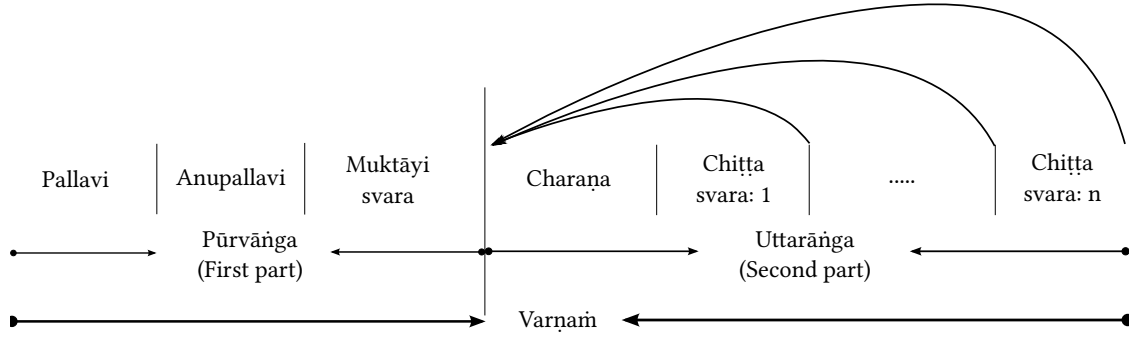 Pallavi
Anupallavi
Muktāyi
svara
Charaṇa
Chiṭṭa
svara: 1
.....
Chiṭṭa
svara: n
Pūrvāṅga
(First part)
Uttarāṅga
(Second part)
Varṇaṁ